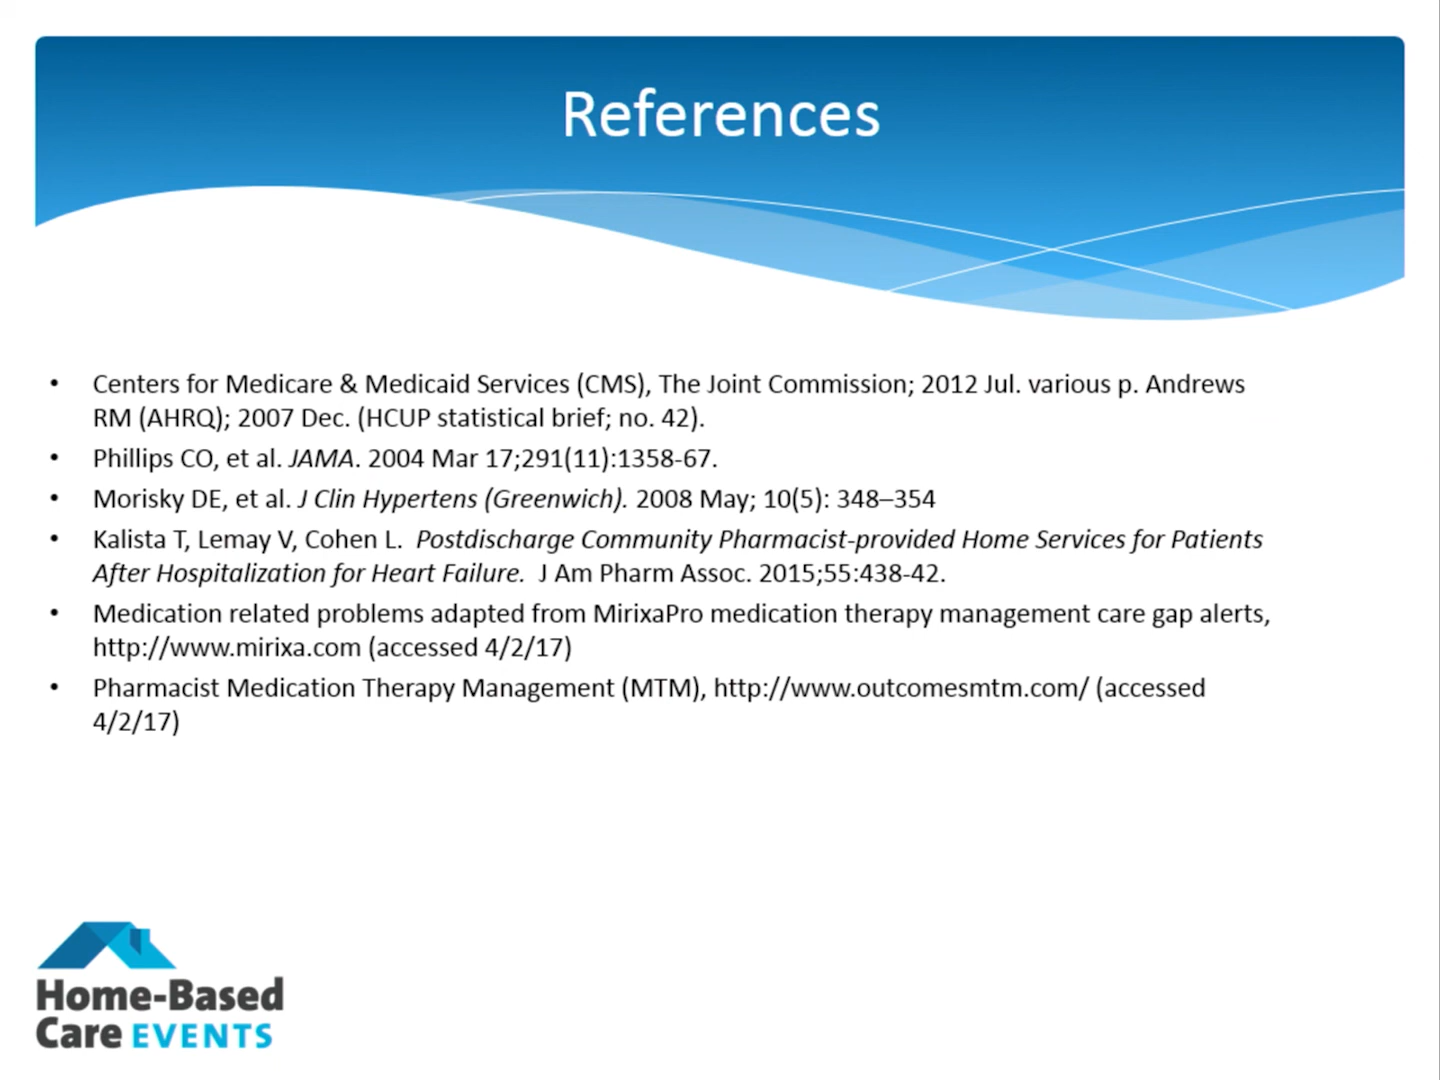 References
• Centers for Medicare & Medicaid Services (CMS), The Joint Commission; 2012 Jul. various p. Andrews
RM (AHRQ); 2007 Dec. (HCUP statistical brief; no. 42).
• Phillips CO, et al. JAMA. 2004 Mar 17;291(11):1358-67.
• Morisky DE, et al. J Clin Hypertens (Greenwich). 2008 May; 10(5): 348–354
• Kalista T, Lemay V, Cohen L.  Postdischarge Community Pharmacist-provided Home Services for Patients
After Hospitalization for Heart Failure.  J Am Pharm Assoc. 2015;55:438-42.
• Medication related problems adapted from MirixaPro medication therapy management care gap alerts,
http://www.mirixa.com (accessed 4/2/17)
• Pharmacist Medication Therapy Management (MTM), http://www.outcomesmtm.com/ (accessed
4/2/17)
Home-Based
Care EVENTS